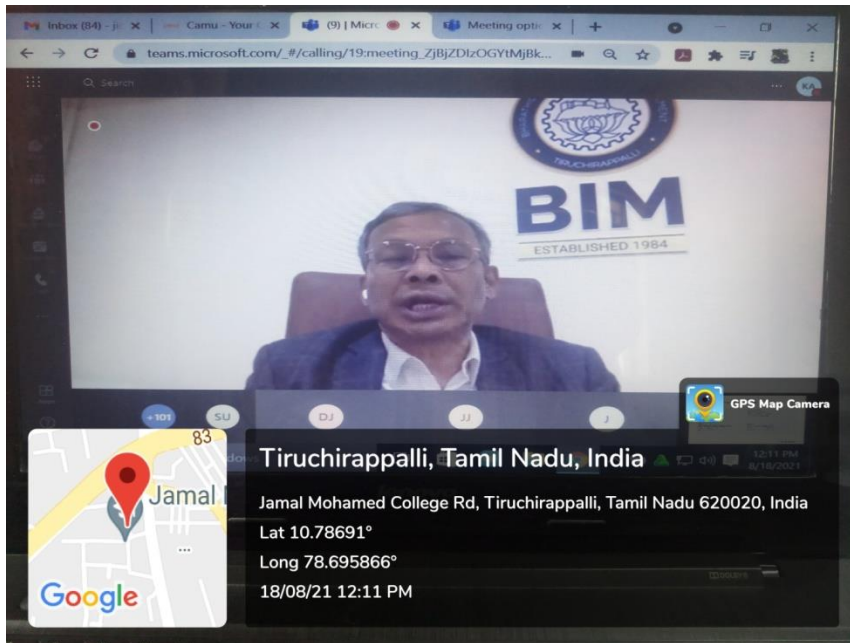 Inbox (84) - j
Camu - Your C
(9) | Micro
Meeting optio
teams.microsoft.com/_#/calling/19:meeting_ZjBjZDIzOGYtMjBk...
Search
KA
TIRUCHIRAPPALLI
BIM
ESTABLISHED 1984
+101
SU
DJ
JJ
J
GPS Map Camera
12:11 PM
8/18/2021
83
Jamal
Google
Tiruchirappalli, Tamil Nadu, India
Jamal Mohamed College Rd, Tiruchirappalli, Tamil Nadu 620020, India
Lat 10.78691°
Long 78.695866°
18/08/21 12:11 PM